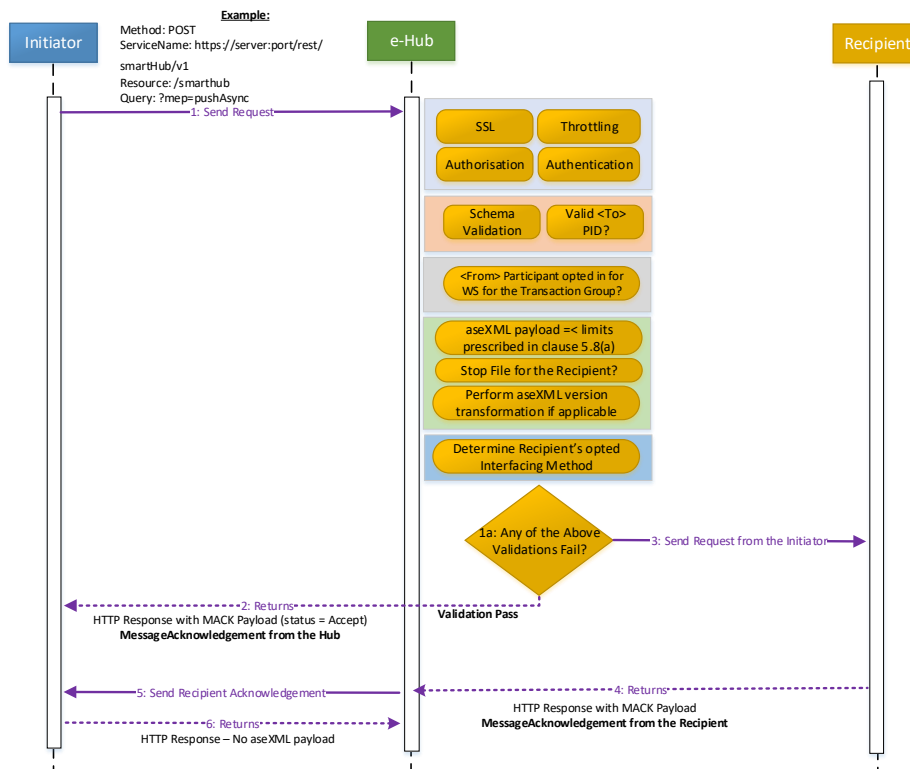 Example:
Method: POST
ServiceName: https://server:port/rest/
smartHub/v1
Resource: /smarthub
Query: ?mep=pushAsync
Initiator
e-Hub
Recipient
1: Send Request
SSL
Throttling
Authorisation
Authentication
Schema
Validation
Valid <To>
PID?
<From> Participant opted in for
WS for the Transaction Group?
aseXML payload =< limits
prescribed in clause 5.8(a)
Stop File for the Recipient?
Perform aseXML version
transformation if applicable
Determine Recipient's opted
Interfacing Method
1a: Any of the Above
Validations Fail?
3: Send Request from the Initiator
2: Returns
HTTP Response with MACK Payload (status = Accept)
MessageAcknowledgement from the Hub
Validation Pass
5: Send Recipient Acknowledgement
4: Returns
HTTP Response with MACK Payload
MessageAcknowledgement from the Recipient
6: Returns
HTTP Response – No aseXML payload